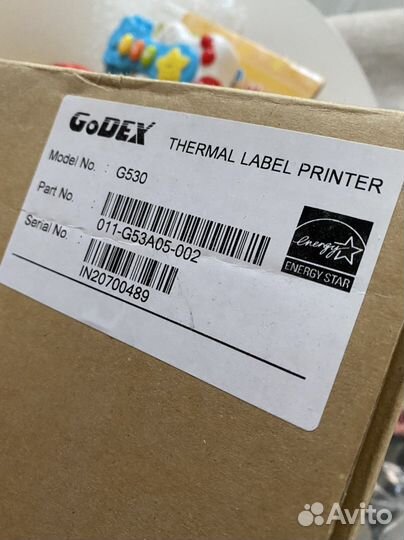 GODEX THERMAL LABEL PRINTER
Model No. : G530
Part No. :
011-G53A05-002
Serial No. :
IN20700489
energy
ENERGY STAR
Avito